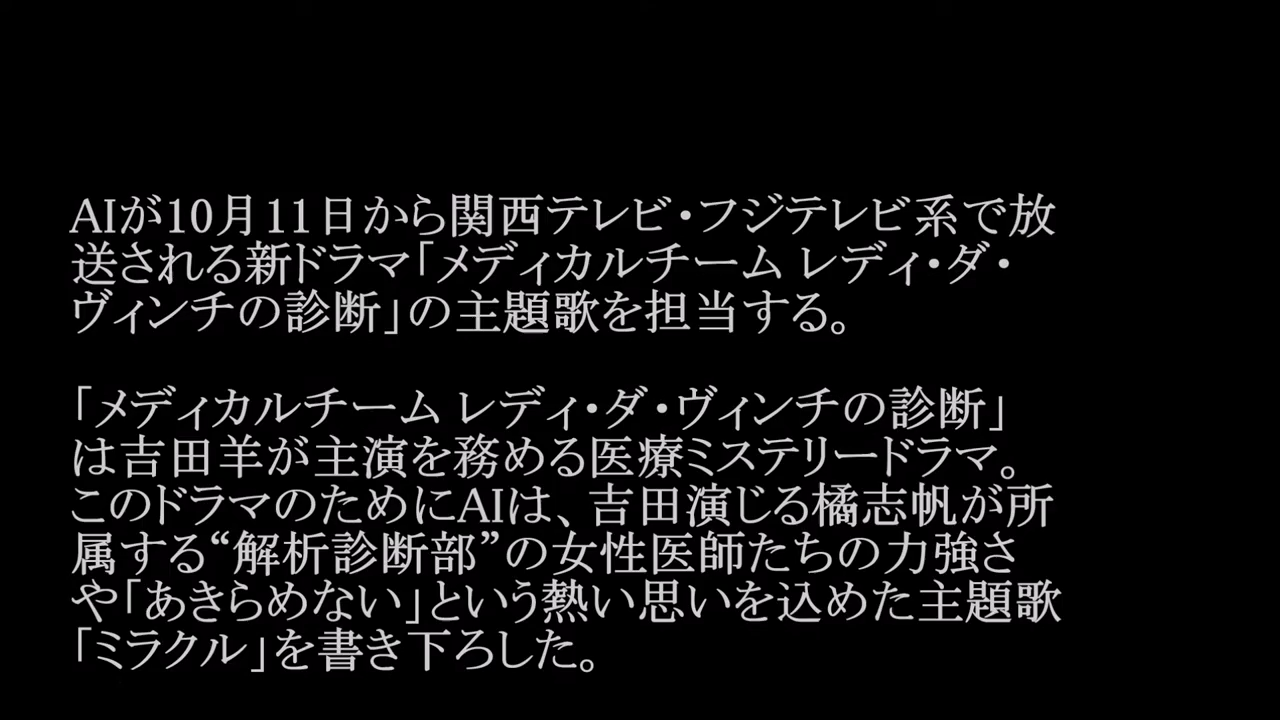 AIが10月11日から関西テレビ・フジテレビ系で放
送される新ドラマ「メディカルチーム レディ・ダ・
ヴィンチの診断」の主題歌を担当する。
「メディカルチーム レディ・ダ・ヴィンチの診断」
は吉田羊が主演を務める医療ミステリードラマ。
このドラマのためにAIは、吉田演じる橘志帆が所
属する“解析診断部”の女性医師たちの力強さ
や「あきらめない」という熱い思いを込めた主題歌
「ミラクル」を書き下ろした。